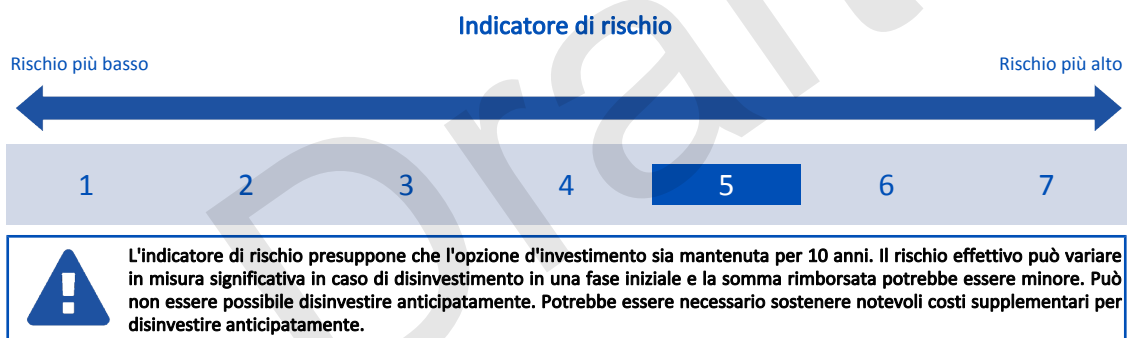 Indicatore di rischio
Rischio più basso
Rischio più alto
1 2 3 4 5 6 7
L'indicatore di rischio presuppone che l'opzione d'investimento sia mantenuta per 10 anni. Il rischio effettivo può variare
in misura significativa in caso di disinvestimento in una fase iniziale e la somma rimborsata potrebbe essere minore. Può
non essere possibile disinvestire anticipatamente. Potrebbe essere necessario sostenere notevoli costi supplementari per
disinvestire anticipatamente.
Draft